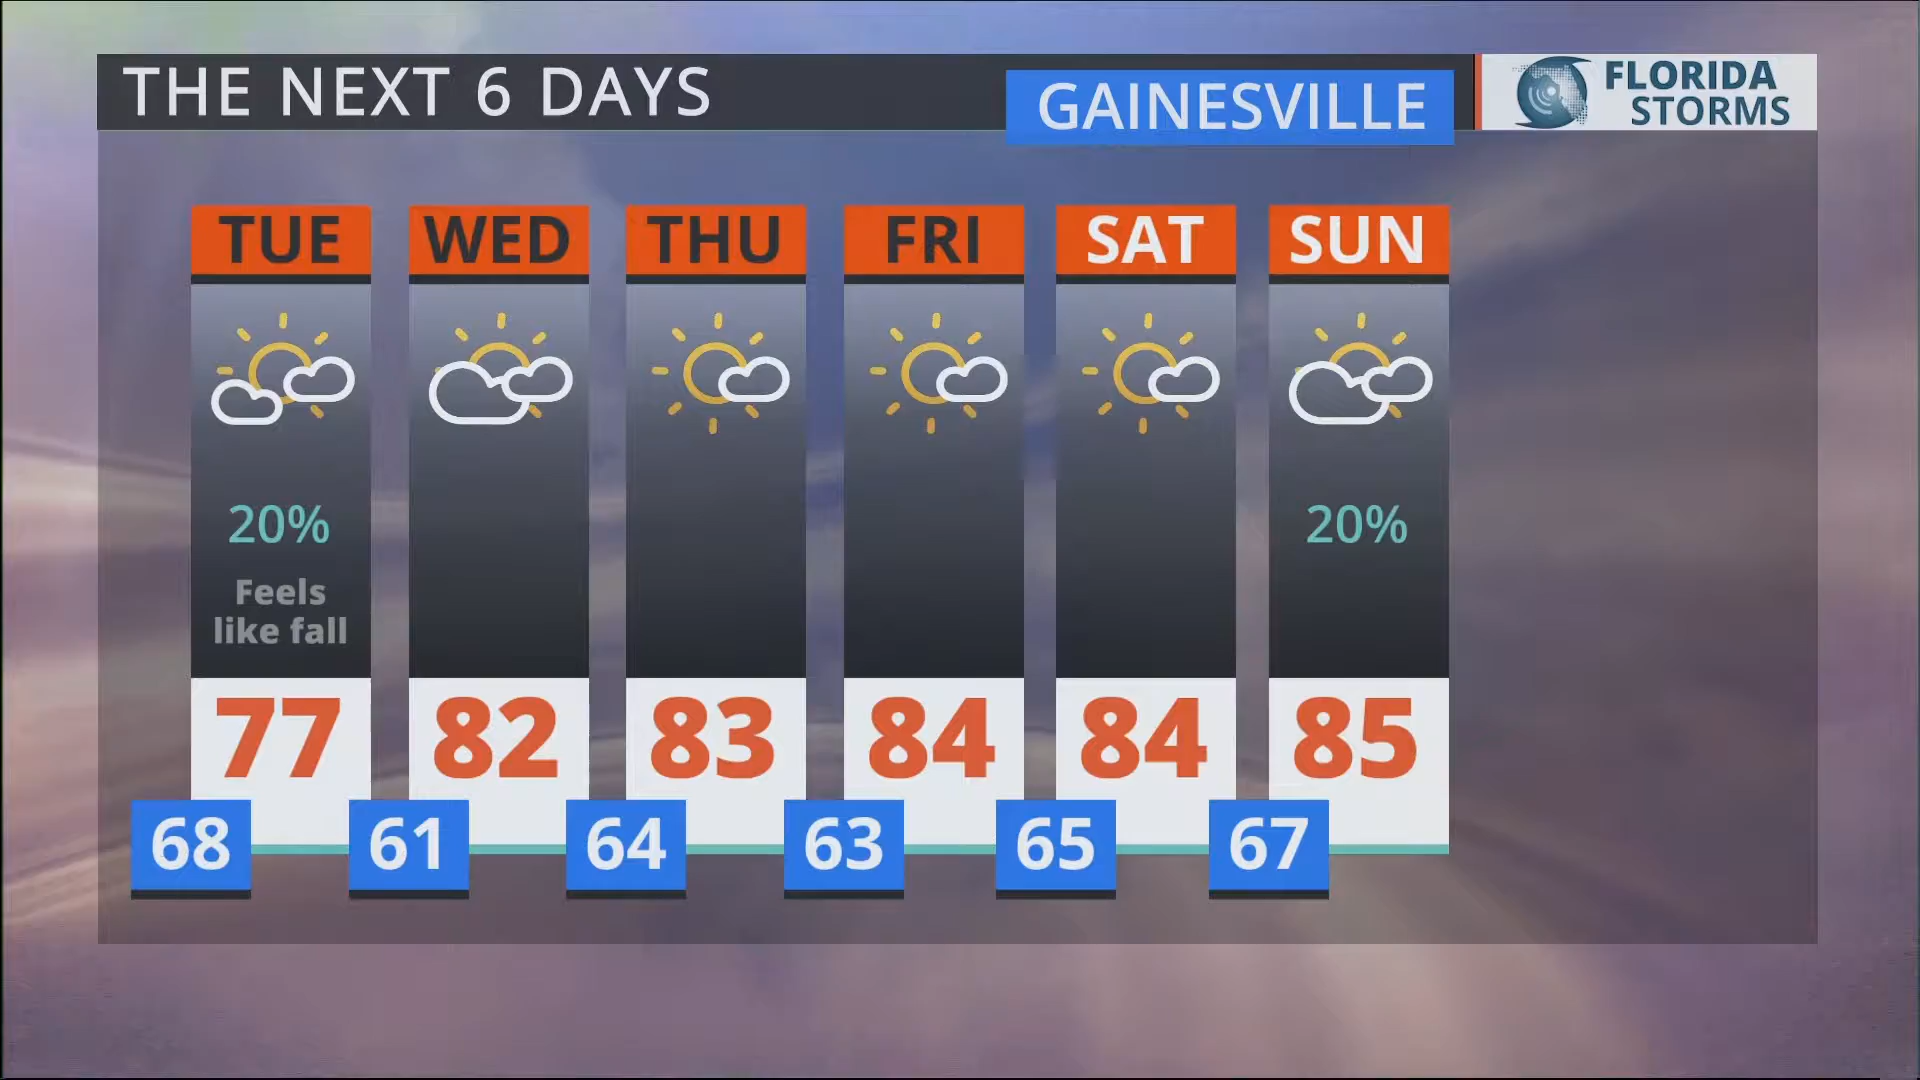 THE NEXT 6 DAYS
GAINESVILLE
FLORIDA
STORMS
TUE
WED
THU
FRI
SAT
SUN
20%
20%
Feels
like fall
77
82
83
84
84
85
68
61
64
63
65
67